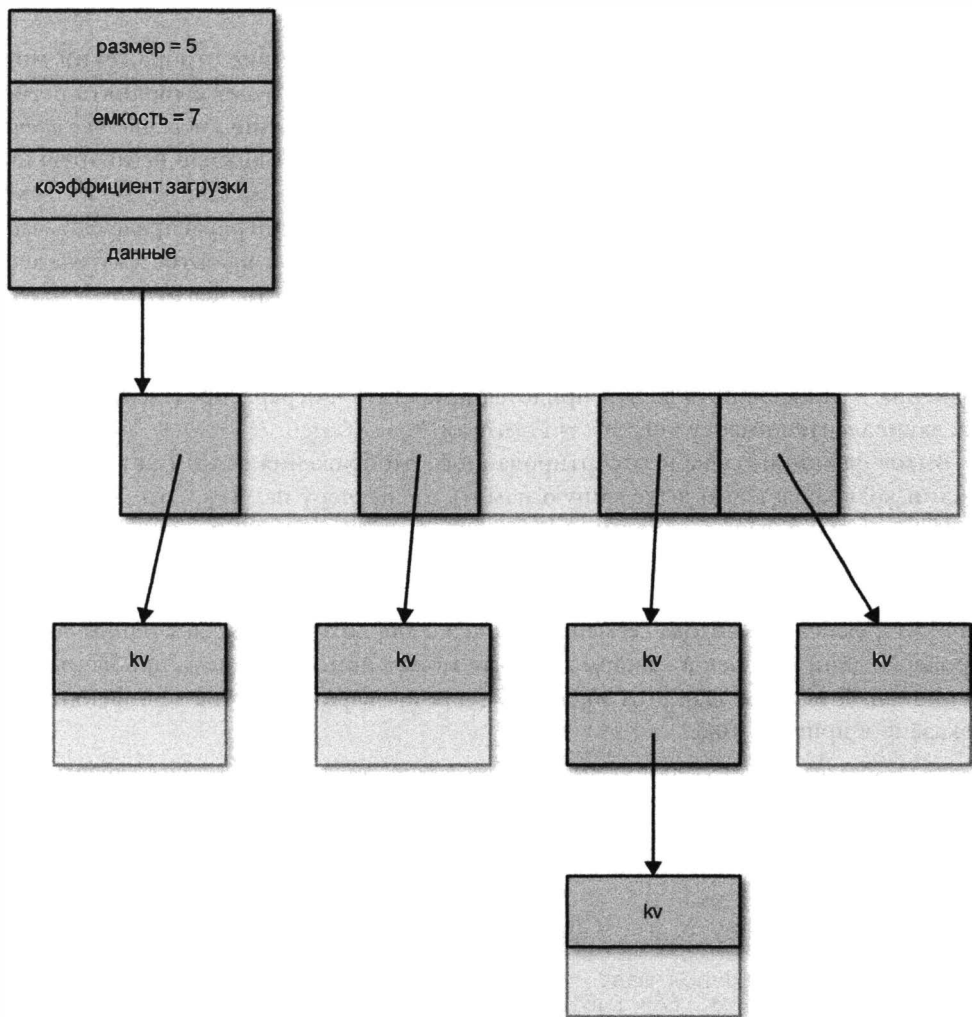 размер = 5
емкость = 7
коэффициент загрузки
данные
kv
kv
kv
kv
kv